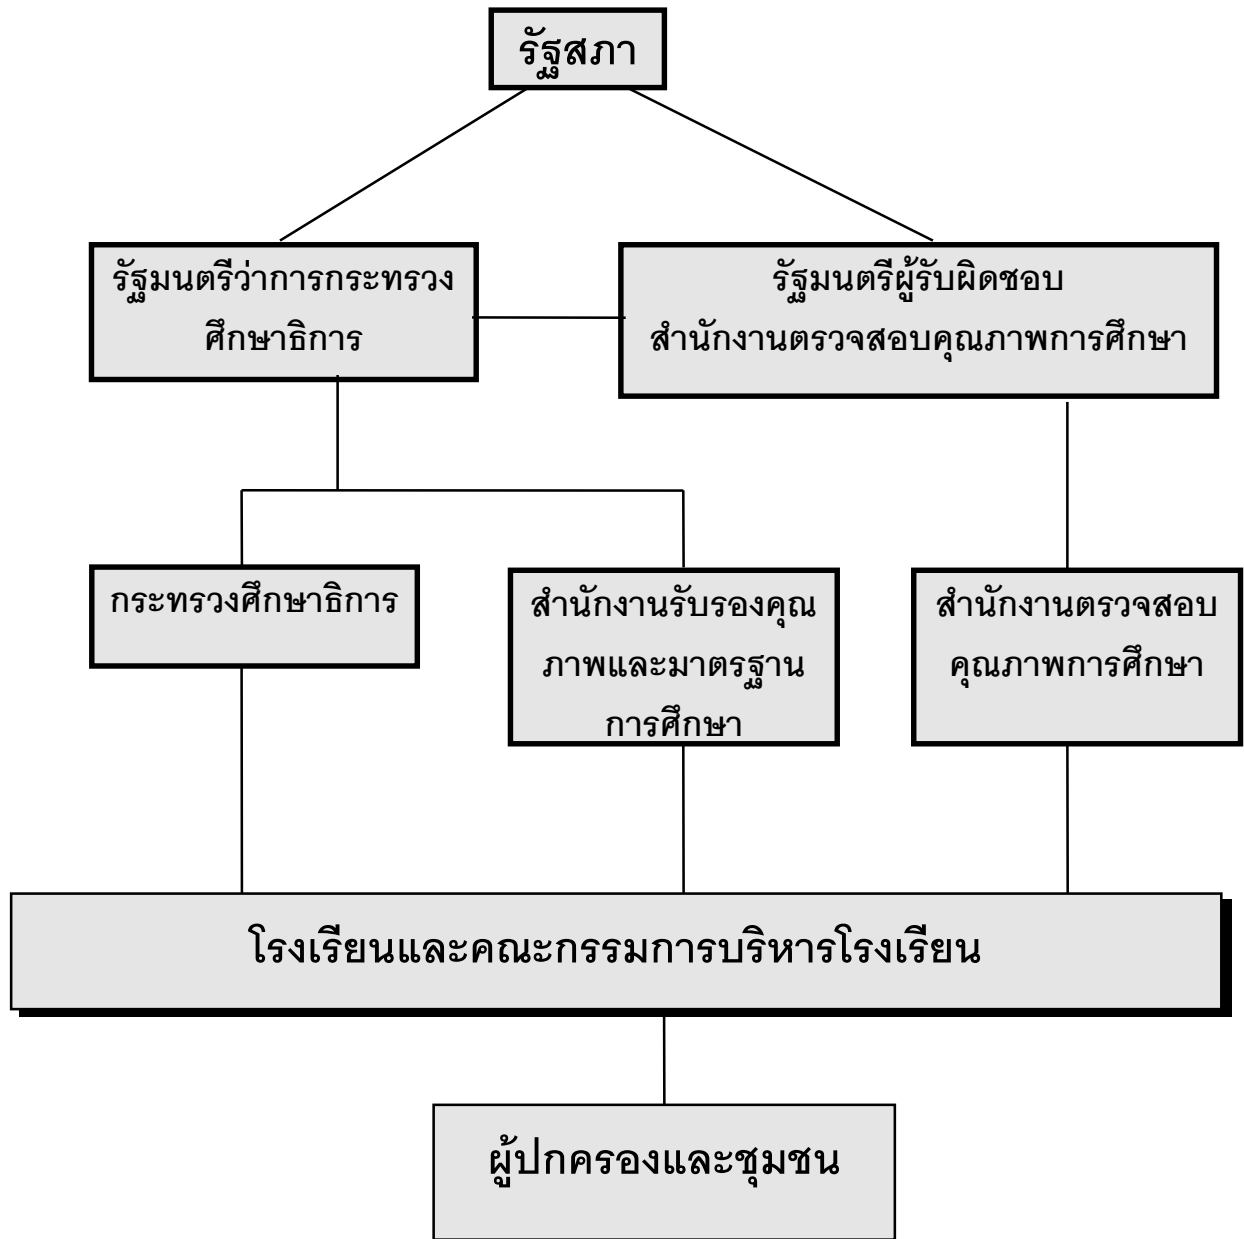 รัฐสภา
รัฐมนตรีว่าการกระทรวง
ศึกษาธิการ
รัฐมนตรีผู้รับผิดชอบ
สำนักงานตรวจสอบคุณภาพการศึกษา
กระทรวงศึกษาธิการ
สำนักงานรับรองคุณ
ภาพและมาตรฐาน
การศึกษา
สำนักงานตรวจสอบ
คุณภาพการศึกษา
โรงเรียนและคณะกรรมการบริหารโรงเรียน
ผู้ปกครองและชุมชน